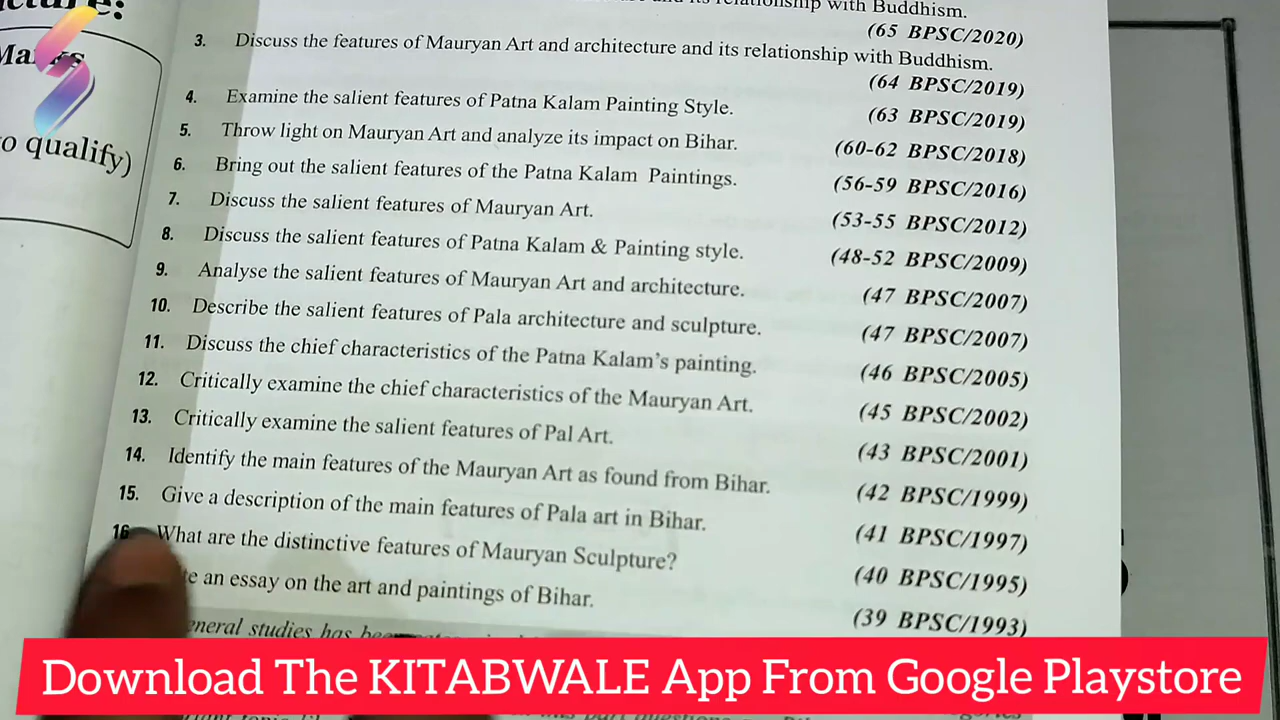 Ma
o qualify)
with Buddhism.
(65 BPSC/2020)
3. Discuss the features of Mauryan Art and architecture and its relationship with Buddhism.
(64 BPSC/2019)
4. Examine the salient features of Patna Kalam Painting Style. (63 BPSC/2019)
5. Throw light on Mauryan Art and analyze its impact on Bihar. (60-62 BPSC/2018)
6. Bring out the salient features of the Patna Kalam Paintings. (56-59 BPSC/2016)
7. Discuss the salient features of Mauryan Art. (53-55 BPSC/2012)
8. Discuss the salient features of Patna Kalam & Painting style. (48-52 BPSC/2009)
9. Analyse the salient features of Mauryan Art and architecture. (47 BPSC/2007)
10. Describe the salient features of Pala architecture and sculpture. (47 BPSC/2007)
11. Discuss the chief characteristics of the Patna Kalam's painting. (46 BPSC/2005)
12. Critically examine the chief characteristics of the Mauryan Art. (45 BPSC/2002)
13. Critically examine the salient features of Pal Art. (43 BPSC/2001)
14. Identify the main features of the Mauryan Art as found from Bihar. (42 BPSC/1999)
15. Give a description of the main features of Pala art in Bihar. (41 BPSC/1997)
16. What are the distinctive features of Mauryan Sculpture? (40 BPSC/1995)
te an essay on the art and paintings of Bihar. (39 BPSC/1993)
eneral studies has
Download The KITABWALE App From Google Playstore